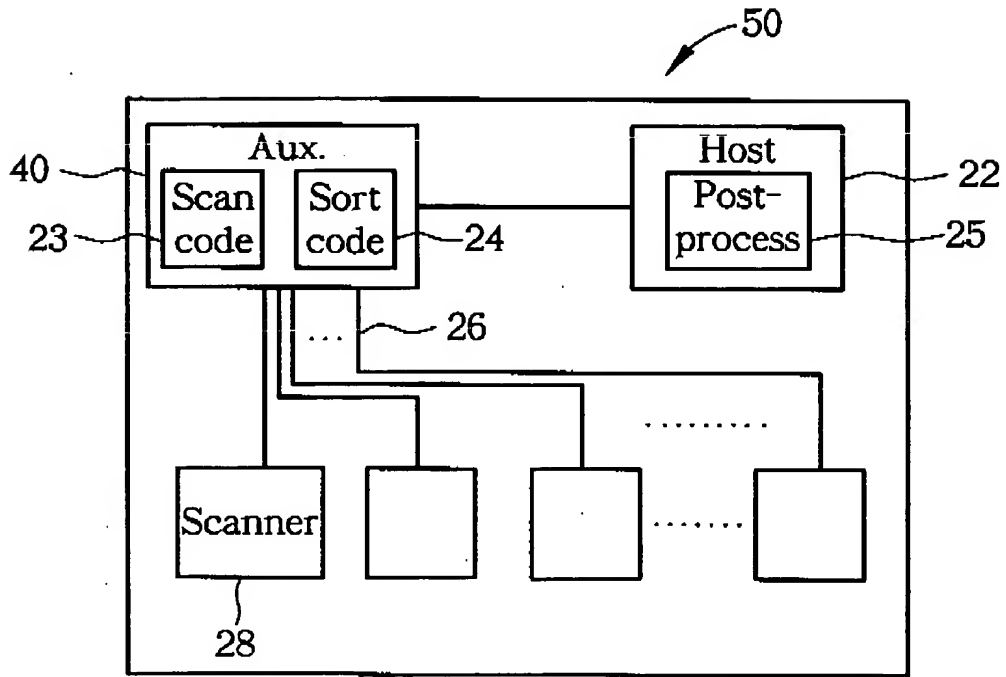 50
Aux.
Host
40
22
Scan
code
Sort
code
Post-
process
23
24
25
...
26
.........
Scanner
........
28